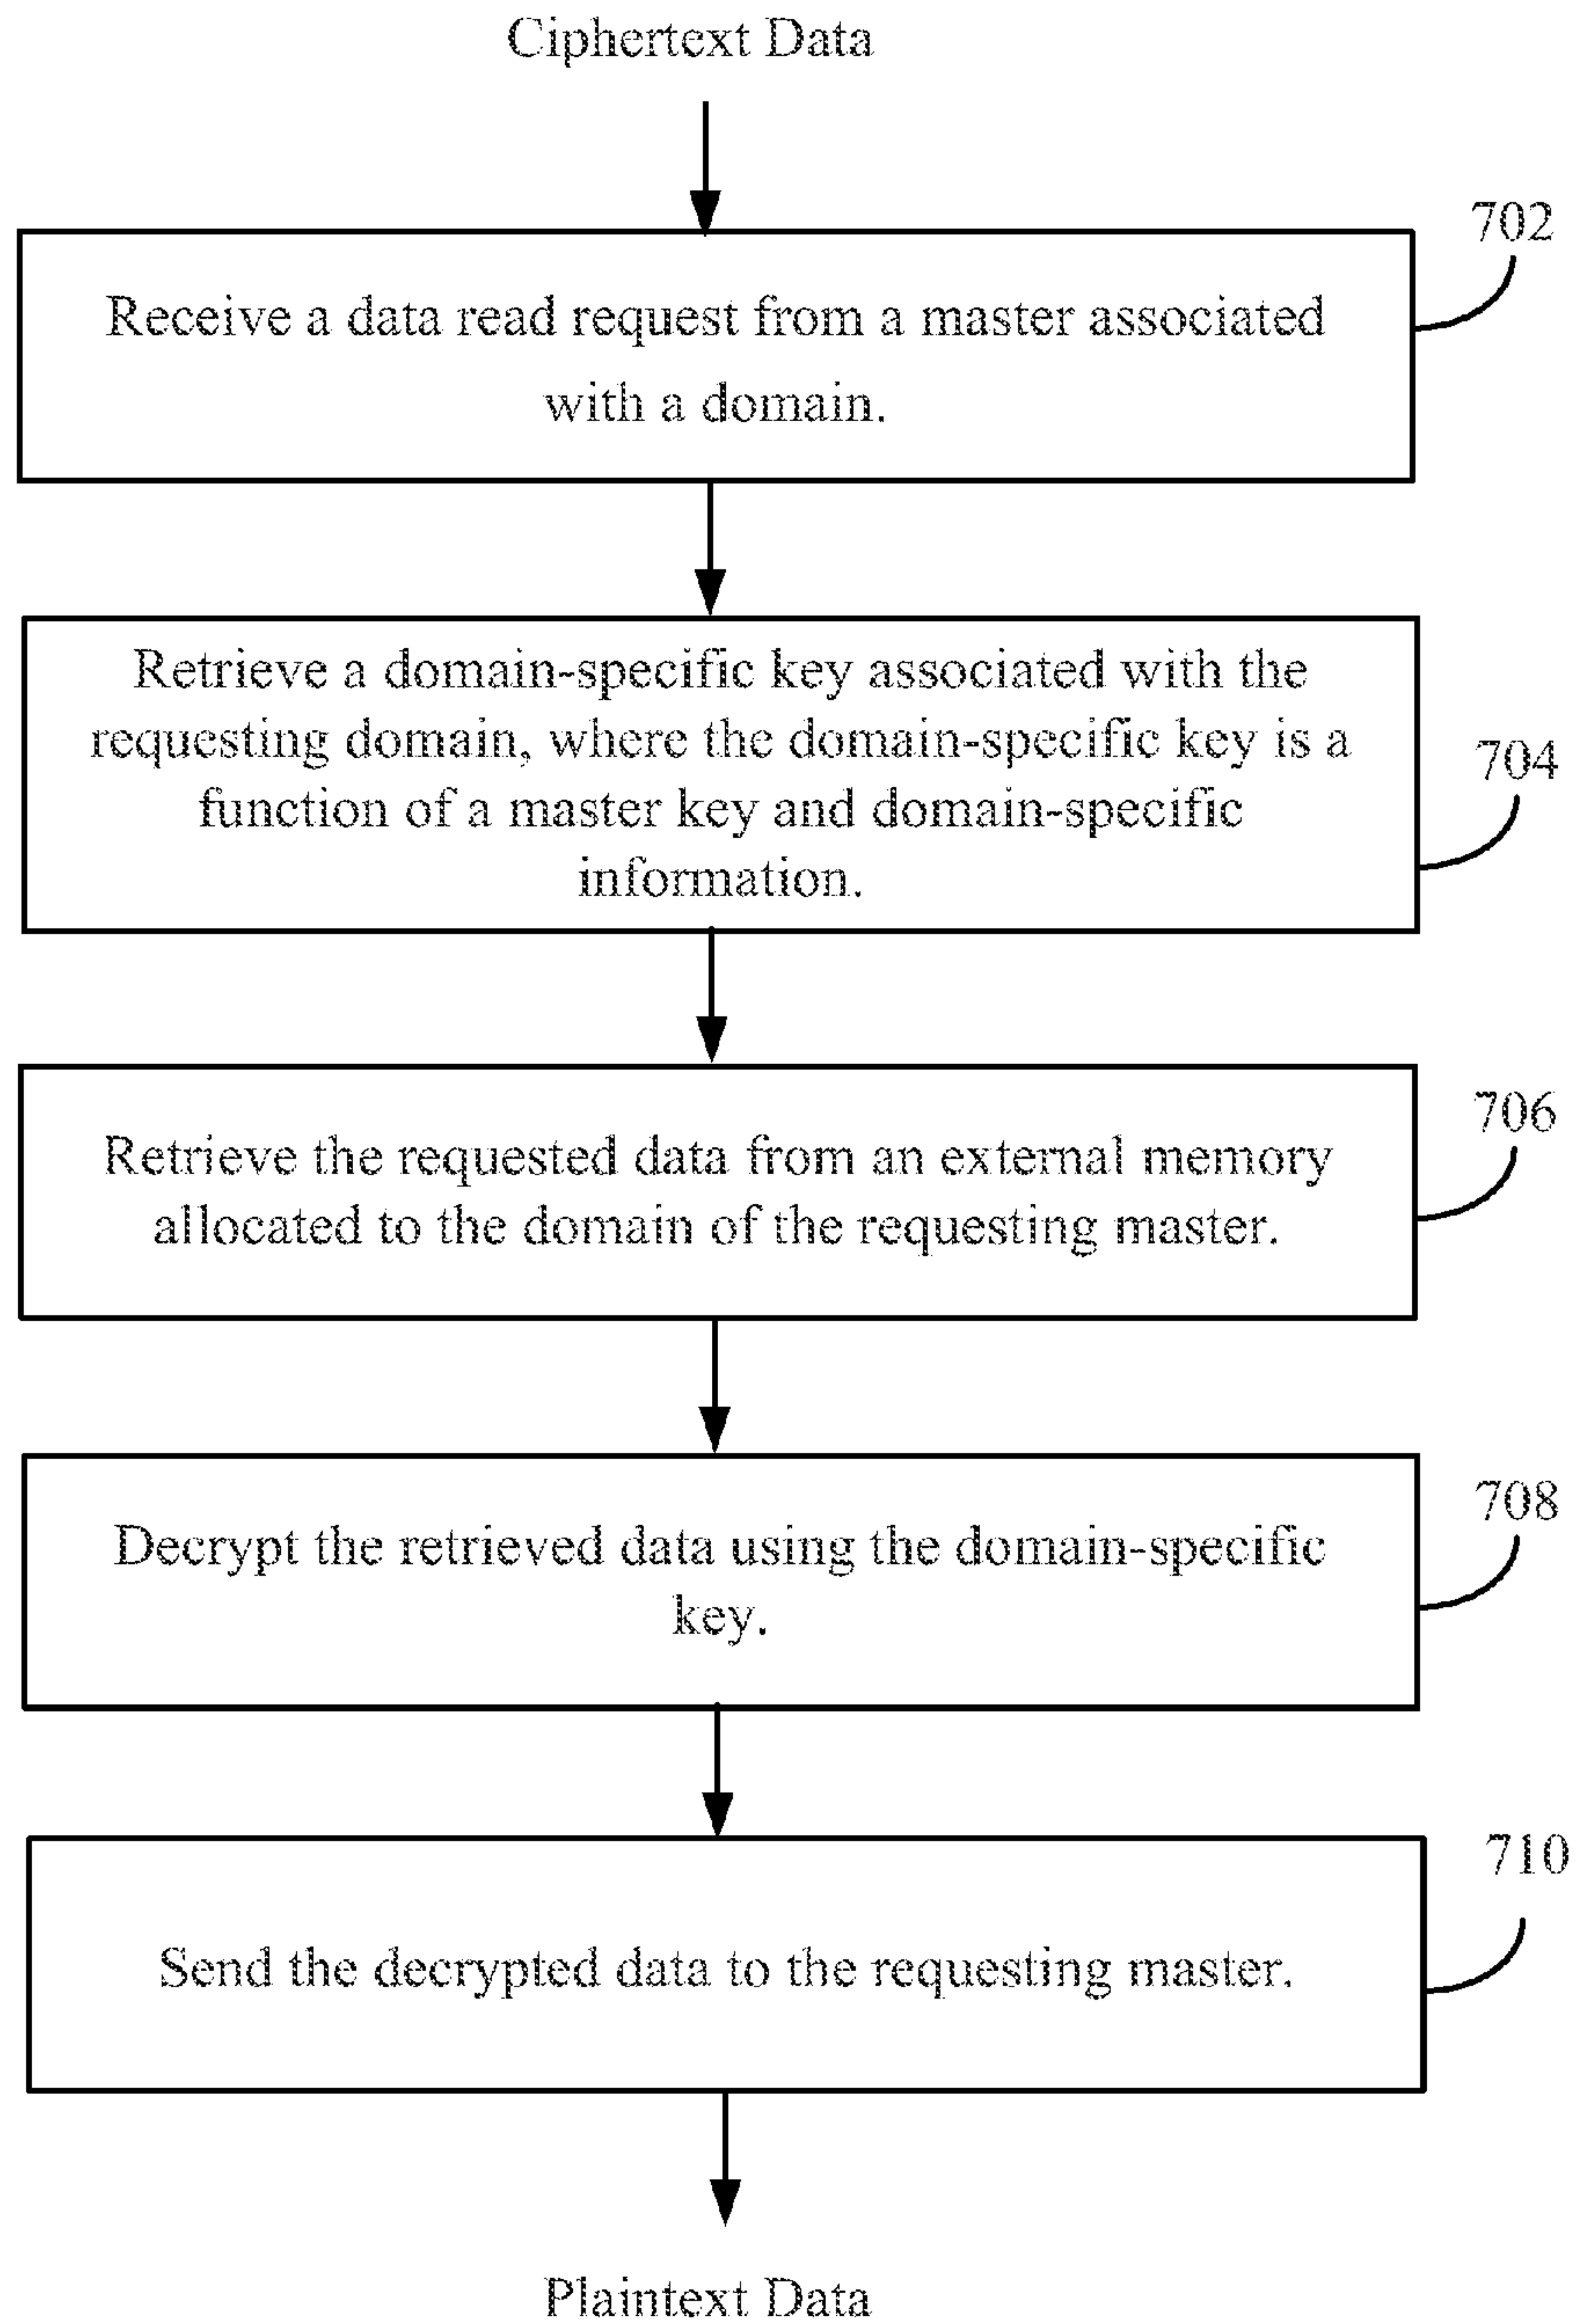 Ciphertext Data
702
Receive a data read request from a master associated
with a domain.
Retrieve a domain-specific key associated with the
requesting domain, where the domain-specific key is a
704
function of a master key and domain-specific
information.
706
Retrieve the requested data from an external memory
allocated to the domain of the requesting master.
708
Decrypt the retrieved data using the domain-specific
key.
710
Send the decrypted data to the requesting master.
Plaintext Data